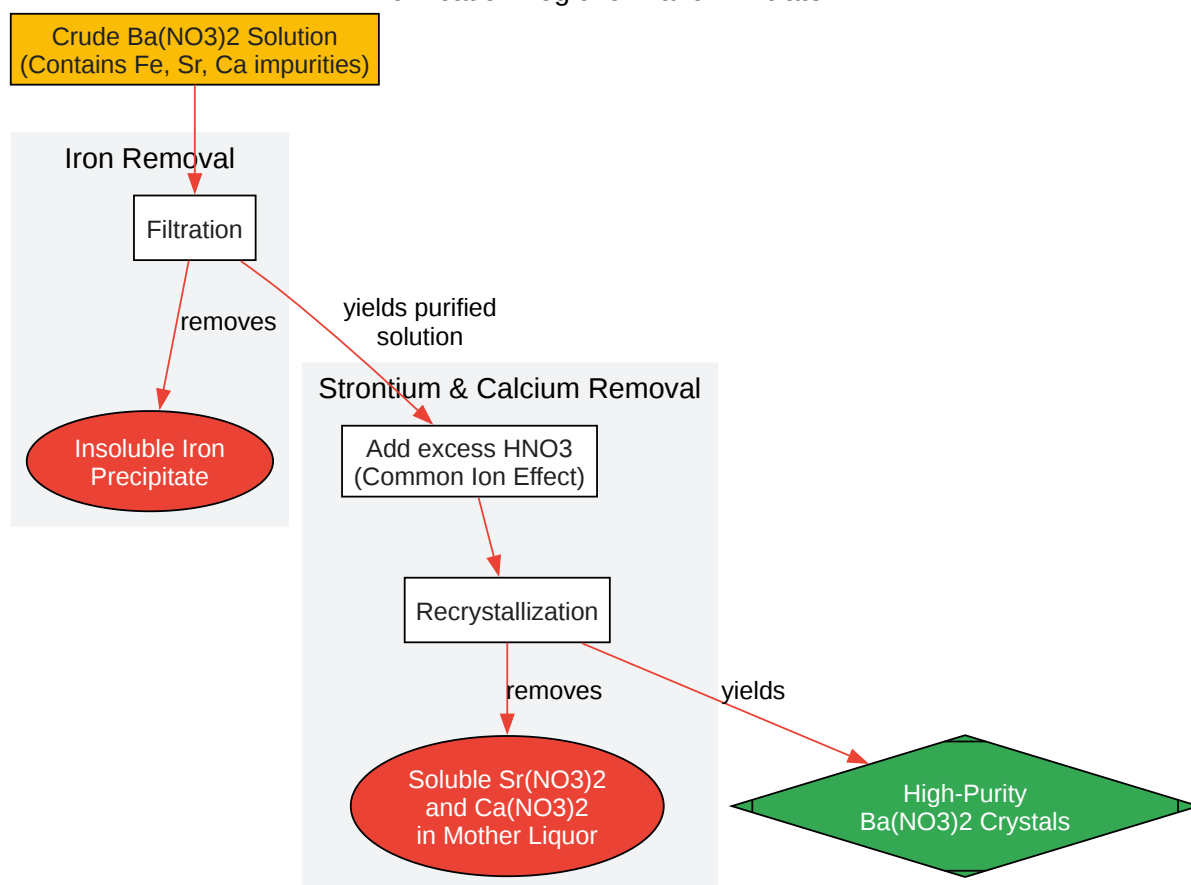 Crude Ba(NO3)2 Solution
(Contains Fe, Sr, Ca impurities)
Iron Removal
Filtration
removes
yields purified
solution
Insoluble Iron
Precipitate
Strontium & Calcium Removal
Add excess HNO3
(Common Ion Effect)
Recrystallization
removes
yields
Soluble Sr(NO3)2
and Ca(NO3)2
in Mother Liquor
High-Purity
Ba(NO3)2 Crystals